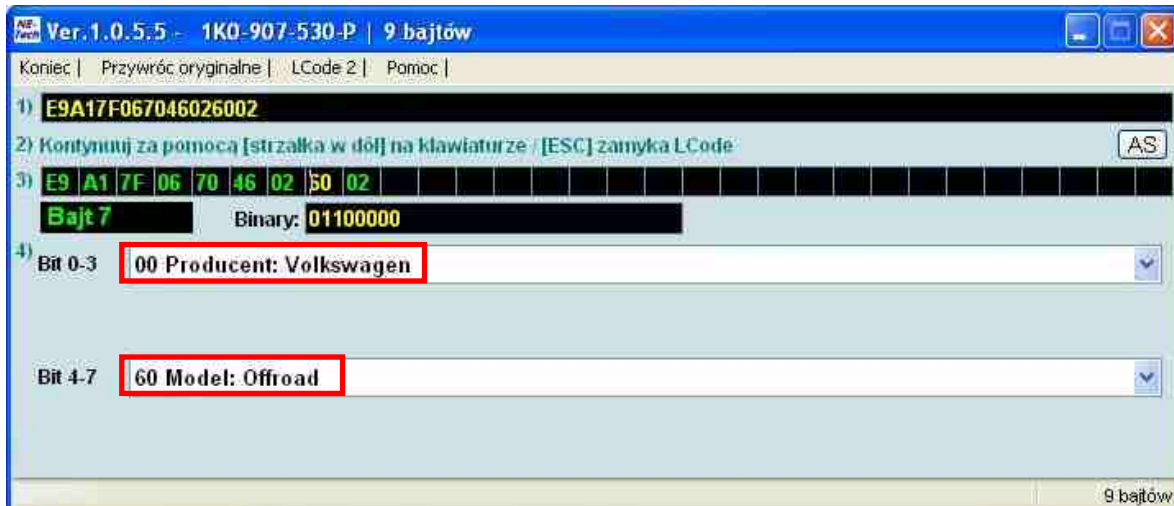 NE-Tech Ver.1.0.5.5 - 1K0-907-530-P | 9 bajtów
Koniec | Przywróc oryginalne | LCode 2 | Pomoc |
1) E9A17F067046026002
2) Kontynuuj za pomocą [strzałka w dół] na klawiaturze / [ESC] zamyka LCode AS
3) E9 A1 7F 06 70 46 02 60 02
Bajt 7 Binary: 01100000
4) Bit 0-3 00 Producent: Volkswagen
Bit 4-7 60 Model: Offroad
9 bajtów